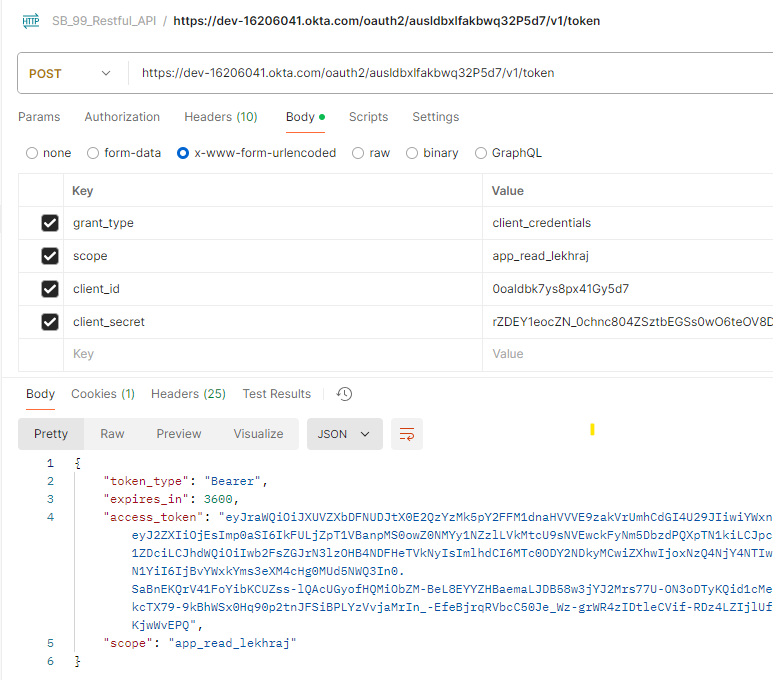 HTTP SB_99_Restful_API / https://dev-16206041.okta.com/oauth2/ausldbxlfakbwq32P5d7/v1/token
POST https://dev-16206041.okta.com/oauth2/ausldbxlfakbwq32P5d7/v1/token
Params Authorization Headers (10) Body Scripts Settings
none form-data x-www-form-urlencoded raw binary GraphQL
Key Value
grant_type client_credentials
scope app_read_lekhraj
client_id 0oaldbk7ys8px41Gy5d7
client_secret rZDEY1eocZN_0chnc804ZSztbEGSs0wO6teOV8D
Key Value
Body Cookies (1) Headers (25) Test Results
Pretty Raw Preview Visualize JSON
1 {
2 "token_type": "Bearer",
3 "expires_in": 3600,
4 "access_token": "eyJraWQiOiJXUVZXbDFNUDJtX0E2QzYzMk5pY2FFM1dnaHVVVE9zakVrUmhCdGI4U29JIiwiYWxn
eyJ2ZXIiOjEsImp0aSI6IkFULjZpT1VBanpMS0owZ0NMYy1NZzlLVkMtcU9sNVEwckFyNm5DbzdPQXpTN1kiLCJpc
1ZDciLCJhdWQiOiIwb2FsZGJrN3lzOHB4NDFHeTVkNyIsImlhdCI6MTc0ODY2NDkyMCwiZXhwIjoxNzQ4NjY4NTIw
N1YiI6IjBvYWxkYms3eXM4cHg0MUd5NWQ3In0.
SaBnEKQrV41FoYibKCUZss-lQAcUGyofHQMiObZM-BeL8EYYZHBaemaLJDB58w3jYJ2Mrs77U-ON3oDTyKQid1cMe
kcTX79-9kBhWSx0Hq90p2tnJFSiBPLYzVvjaMrIn_-EfeBjrqRVbcC50Je_Wz-grWR4zIDtleCVif-RDz4LZIjlUf
KjwWvEPQ",
5 "scope": "app_read_lekhraj"
6 }